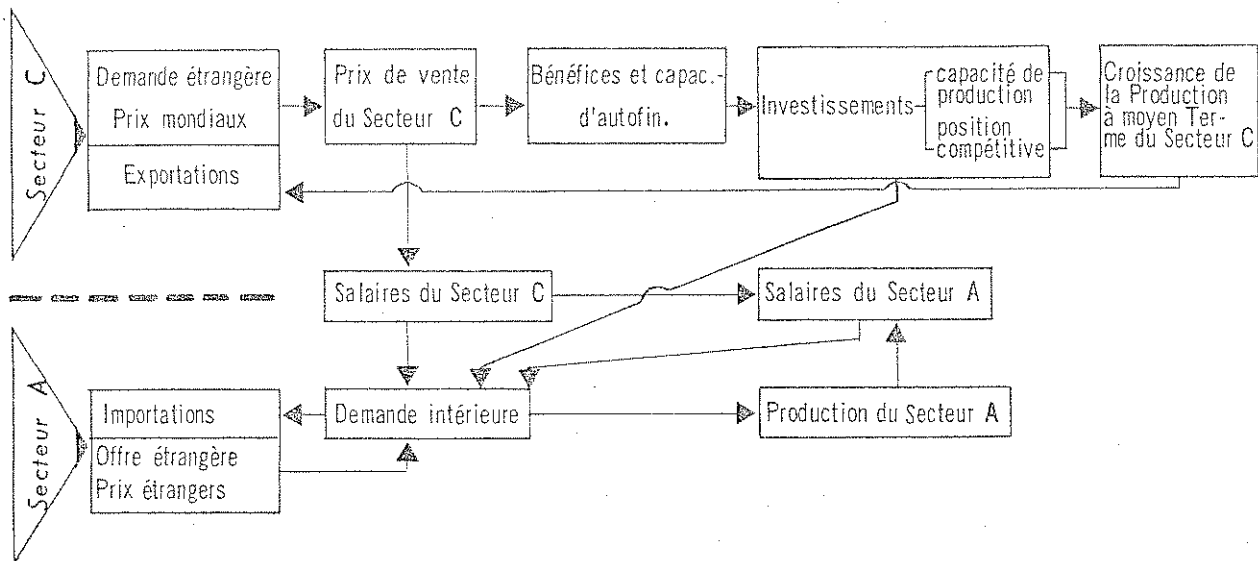 Secteur C
Demande étrangère
Prix mondiaux
Exportations
Prix de vente
du Secteur C
Bénéfices et capac.-
d'autofin.
Investissements
capacité de
production
position
compétitive
Croissance de
la Production
à moyen Ter-
me du Secteur C
Salaires du Secteur C
Salaires du Secteur A
Secteur A
Importations
Offre étrangère
Prix étrangers
Demande intérieure
Production du Secteur A